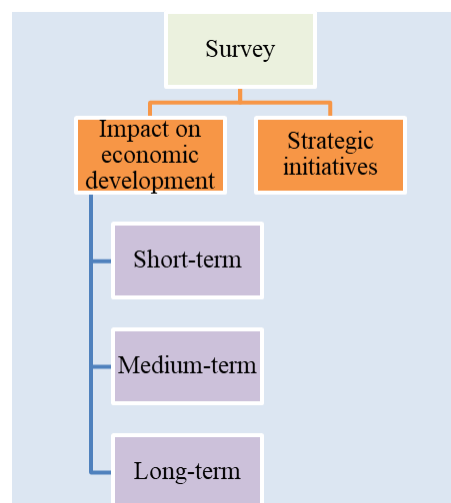 Survey
Impact on
economic
development
Strategic
initiatives
Short-term
Medium-term
Long-term